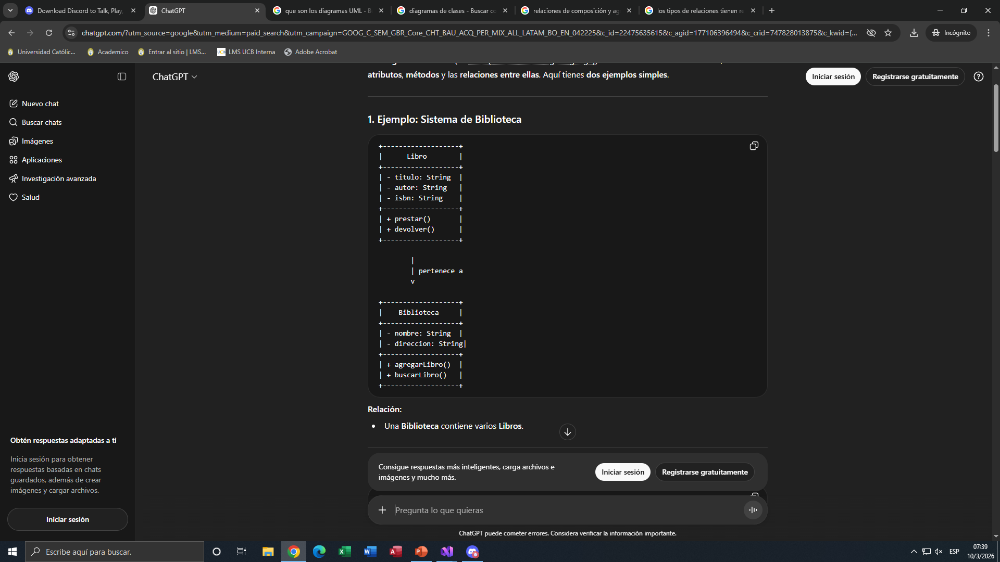 Download Discord to Talk, Play,
ChatGPT
que son los diagramas UML - B
diagramas de clases - Buscar co
relaciones de composición y ag
los tipos de relaciones tienen re
chatgpt.com/?utm_source=google&utm_medium=paid_search&utm_campaign=GOOG_C_SEM_GBR_Core_CHT_BAU_ACQ_PER_MIX_ALL_LATAM_BO_EN_042225&c_id=22475635615&c_agid=177106396494&c_crid=747828013875&c_kwid={...
Incógnito
Universidad Católic...
Academico
Entrar al sitio | LMS...
LMS UCB Interna
Adobe Acrobat
ChatGPT
atributos, métodos y las relaciones entre ellas. Aquí tienes dos ejemplos simples.
Iniciar sesión
Registrarse gratuitamente
Nuevo chat
Buscar chats
Imágenes
Aplicaciones
Investigación avanzada
Salud
1. Ejemplo: Sistema de Biblioteca
+-------------------+
|      Libro        |
+-------------------+
| - titulo: String  |
| - autor: String   |
| - isbn: String    |
+-------------------+
| + prestar()       |
| + devolver()      |
+-------------------+
|
| pertenece a
v
+-------------------+
|    Biblioteca     |
+-------------------+
| - nombre: String  |
| - direccion: String|
+-------------------+
| + agregarLibro()  |
| + buscarLibro()   |
+-------------------+
Relación:
• Una Biblioteca contiene varios Libros.
Obtén respuestas adaptadas a ti
Inicia sesión para obtener
respuestas basadas en chats
guardados, además de crear
imágenes y cargar archivos.
Iniciar sesión
Consigue respuestas más inteligentes, carga archivos e
imágenes y mucho más.
Iniciar sesión
Registrarse gratuitamente
Pregunta lo que quieras
ChatGPT puede cometer errores. Considera verificar la información importante.
Escribe aquí para buscar.
ESP
07:39
10/3/2026